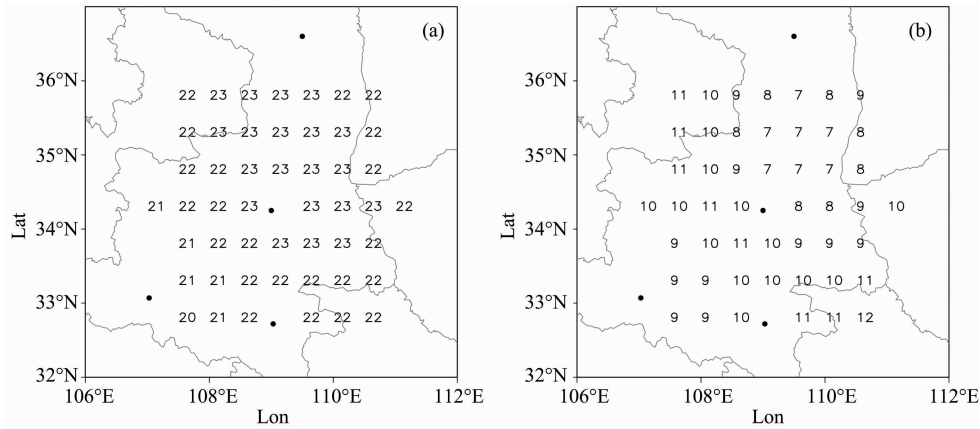 (a)
36°N
22 23 23 23 23 22 22
22 23 23 23 23 23 22
35°N
22 22 23 23 23 23 22
21 22 22 23 23 23 23 22
34°N
21 22 22 23 23 23 22
21 21 22 22 22 22 22
33°N
20 21 22 22 22 22
32°N
106°E 108°E 110°E 112°E
Lat
Lon
(b)
36°N
11 10 9 8 7 8 9
11 10 8 7 7 7 8
35°N
11 10 9 7 7 7 8
10 10 11 10 8 8 9 10
34°N
9 10 11 10 9 9 9
9 9 10 10 10 10 11
33°N
9 9 10 11 11 12
32°N
106°E 108°E 110°E 112°E
Lat
Lon